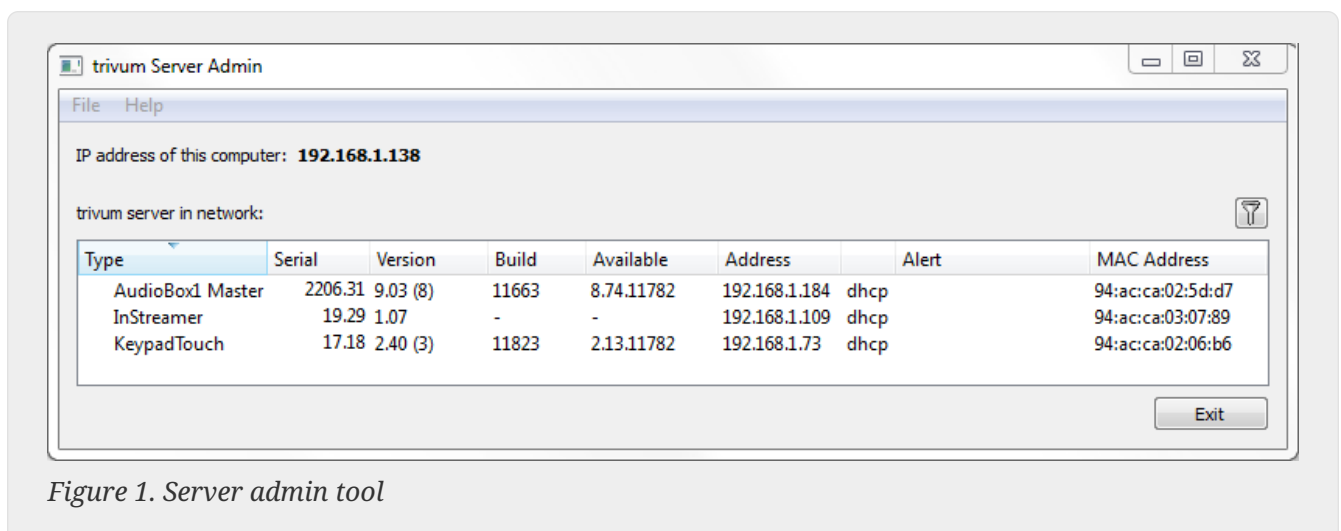 trivum Server Admin
File Help
IP address of this computer: 192.168.1.138
trivum server in network:
Type Serial Version Build Available Address Alert MAC Address
AudioBox1 Master 2206.31 9.03 (8) 11663 8.74.11782 192.168.1.184 dhcp 94:ac:ca:02:5d:d7
InStreamer 19.29 1.07 - - 192.168.1.109 dhcp 94:ac:ca:03:07:89
KeypadTouch 17.18 2.40 (3) 11823 2.13.11782 192.168.1.73 dhcp 94:ac:ca:02:06:b6
Exit
Figure 1. Server admin tool